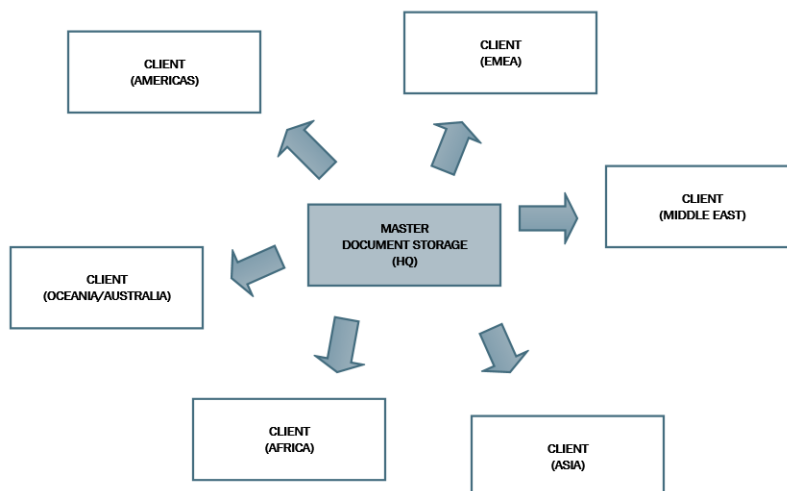 CLIENT
(AMERICAS)
CLIENT
(EMEA)
CLIENT
(MIDDLE EAST)
MASTER
DOCUMENT STORAGE
(HQ)
CLIENT
(OCEANIA/AUSTRALIA)
CLIENT
(AFRICA)
CLIENT
(ASIA)